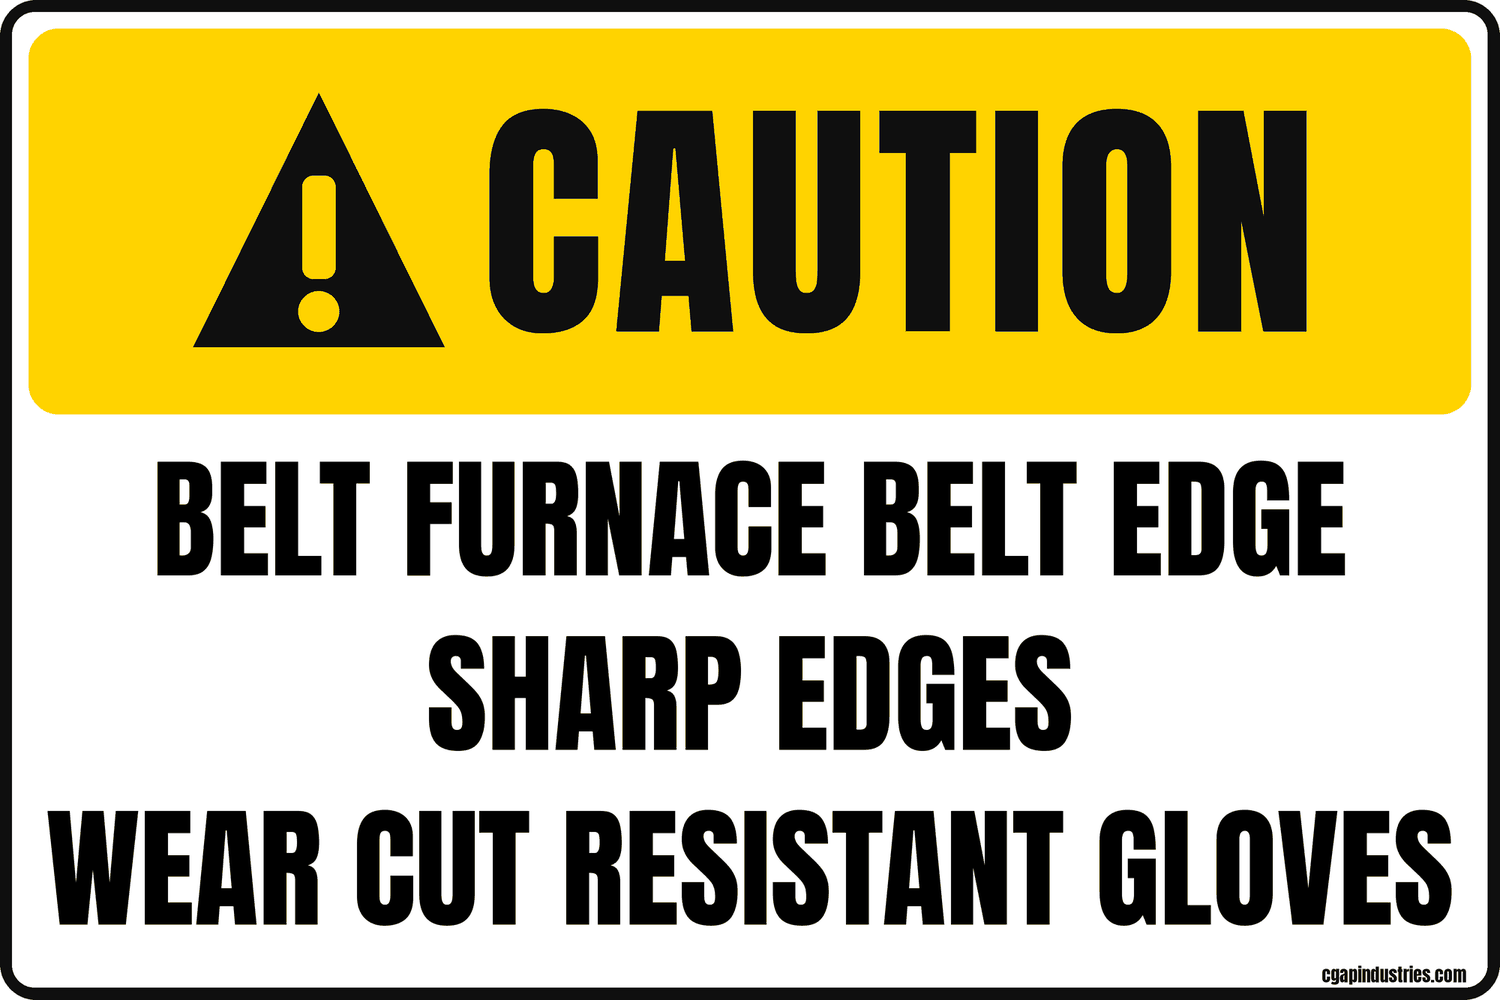 CAUTION
BELT FURNACE BELT EDGE
SHARP EDGES
WEAR CUT RESISTANT GLOVES
cgapindustries.com